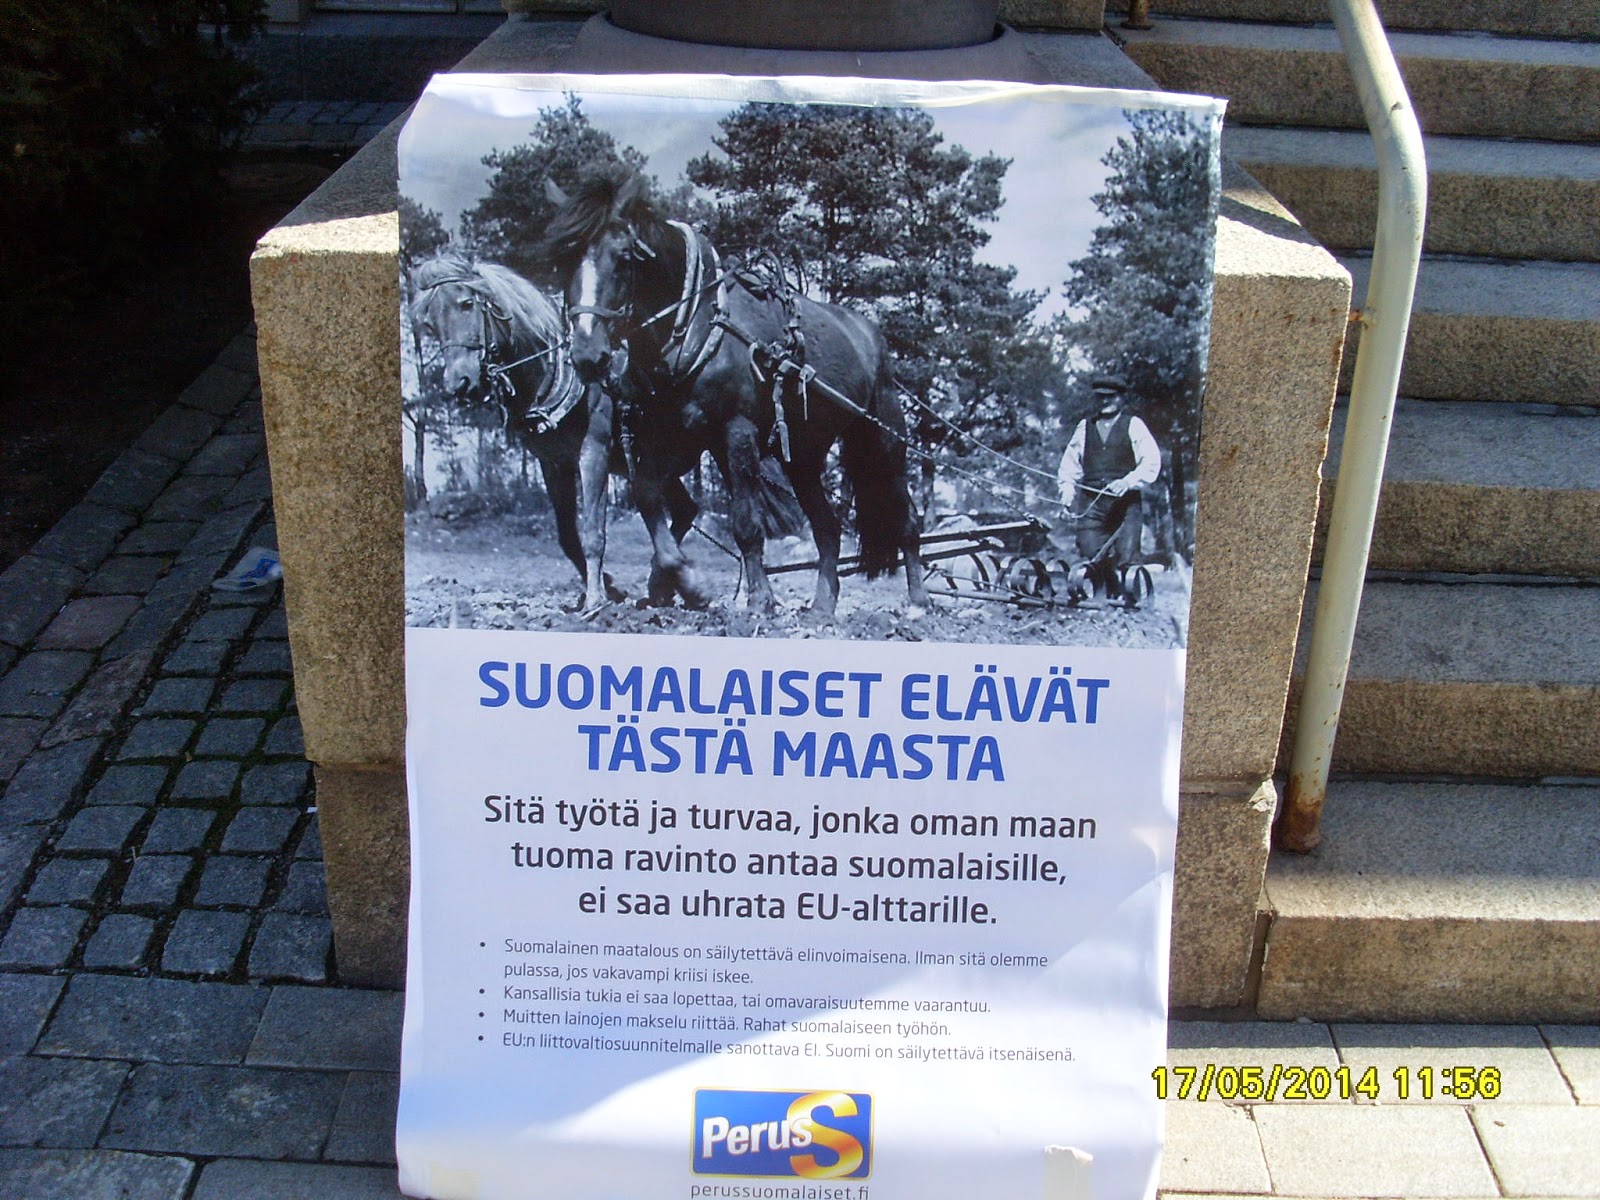 SUOMALAISET ELÄVÄT
TÄSTÄ MAASTA
Sitä työtä ja turvaa, jonka oman maan
tuoma ravinto antaa suomalaisille,
ei saa uhrata EU-alttarille.
• Suomalainen maatalous on säilytettävä elinvoimaisena. Ilman sitä olemme
pulassa, jos vakavampi kriisi iskee.
• Kansallisia tukia ei saa lopettaa, tai omavaraisuutemme vaarantuu.
• Muitten lainojen makselu riittää. Rahat suomalaiseen työhön.
• EU:n liittovaltiosuunnitelmalle sanottava EI. Suomi on säilytettävä itsenäisenä.
PerusS
perussuomalaiset.fi
17/05/2014 11:56